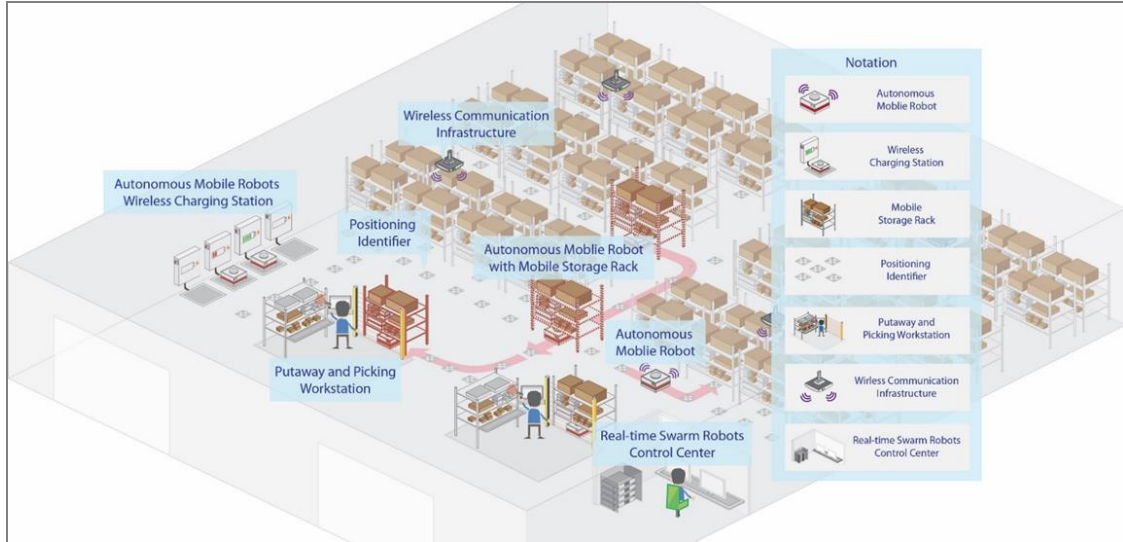 Wireless Communication
Infrastructure
Autonomous Mobile Robots
Wireless Charging Station
Positioning
Identifier
Autonomous Moblie Robot
with Mobile Storage Rack
Autonomous
Moblie Robot
Putaway and Picking
Workstation
Real-time Swarm Robots
Control Center
Notation
Autonomous
Moblie Robot
Wireless
Charging Station
Mobile
Storage Rack
Positioning
Identifier
Putaway and
Picking Workstation
Wirless Communication
Infrastructure
Real-time Swarm Robots
Control Center